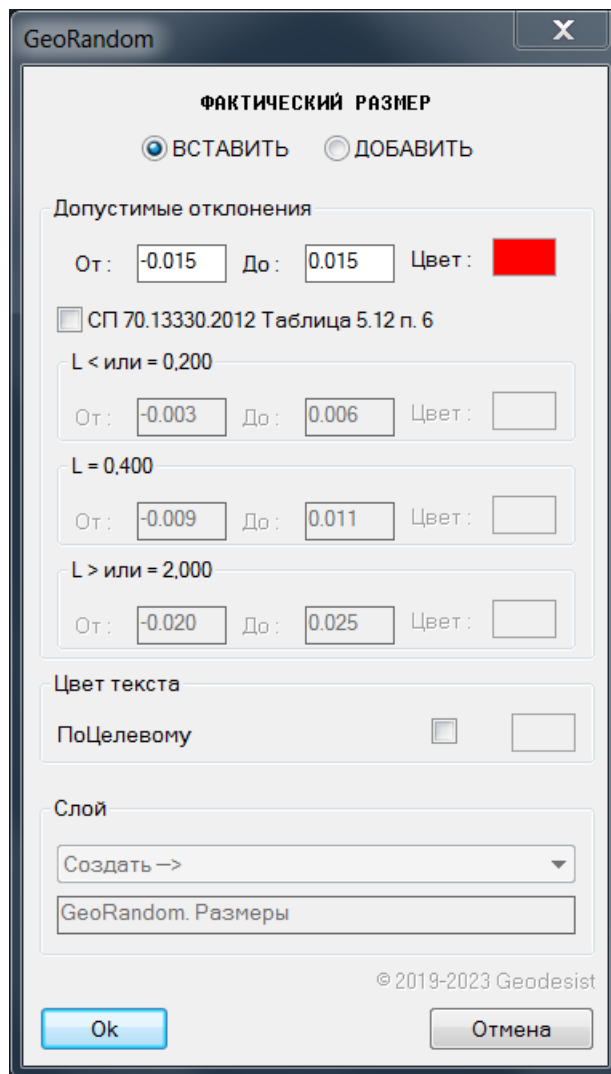 GeoRandom
X
ФАКТИЧЕСКИЙ РАЗМЕР
ВСТАВИТЬ ДОБАВИТЬ
Допустимые отклонения
От : -0.015 До : 0.015 Цвет :
СП 70.13330.2012 Таблица 5.12 п. 6
L < или = 0,200
От : -0.003 До : 0.006 Цвет :
L = 0,400
От : -0.009 До : 0.011 Цвет :
L > или = 2,000
От : -0.020 До : 0.025 Цвет :
Цвет текста
ПоЦелевому
Слой
Создать —>
GeoRandom. Размеры
© 2019-2023 Geodesist
Ok Отмена